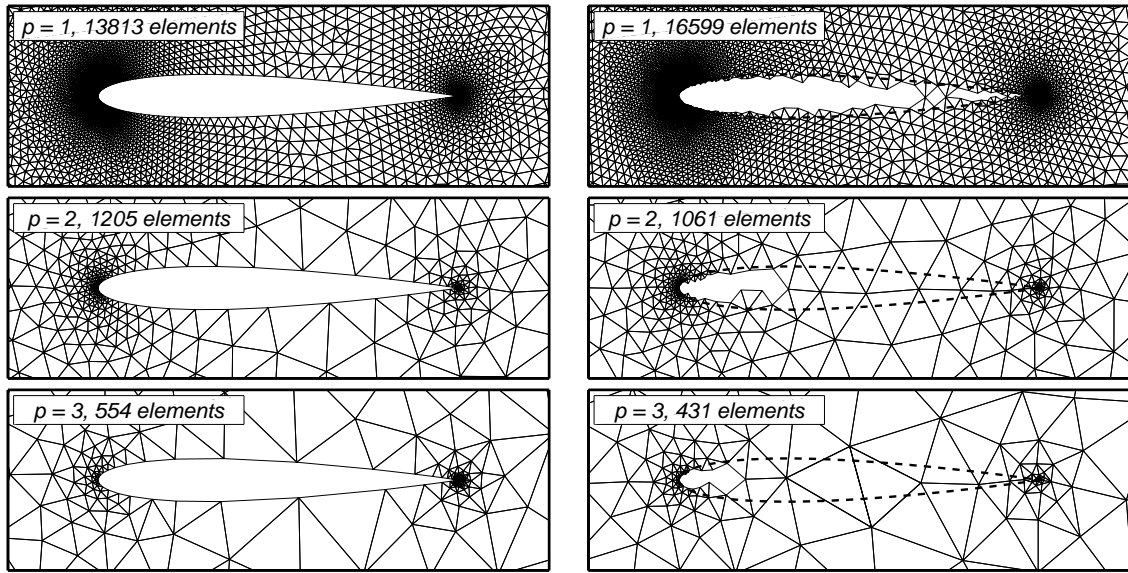 p = 1, 13813 elements
p = 1, 16599 elements
p = 2, 1205 elements
p = 2, 1061 elements
p = 3, 554 elements
p = 3, 431 elements